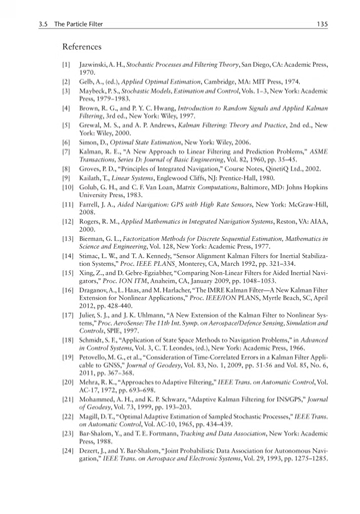 3.5 The Particle Filter 135
References
[1] Jazwinski, A. H., Stochastic Processes and Filtering Theory, San Diego, CA: Academic Press,
1970.
[2] Gelb, A., (ed.), Applied Optimal Estimation, Cambridge, MA: MIT Press, 1974.
[3] Maybeck, P. S., Stochastic Models, Estimation and Control, Vols. 1–3, New York: Academic
Press, 1979–1983.
[4] Brown, R. G., and P. Y. C. Hwang, Introduction to Random Signals and Applied Kalman
Filtering, 3rd ed., New York: Wiley, 1997.
[5] Grewal, M. S., and A. P. Andrews, Kalman Filtering: Theory and Practice, 2nd ed., New
York: Wiley, 2000.
[6] Simon, D., Optimal State Estimation, New York: Wiley, 2006.
[7] Kalman, R. E., “A New Approach to Linear Filtering and Prediction Problems,” ASME
Transactions, Series D: Journal of Basic Engineering, Vol. 82, 1960, pp. 35–45.
[8] Groves, P. D., “Principles of Integrated Navigation,” Course Notes, QinetiQ Ltd., 2002.
[9] Kailath, T., Linear Systems, Englewood Cliffs, NJ: Prentice-Hall, 1980.
[10] Golub, G. H., and C. F. Van Loan, Matrix Computations, Baltimore, MD: Johns Hopkins
University Press, 1983.
[11] Farrell, J. A., Aided Navigation: GPS with High Rate Sensors, New York: McGraw-Hill,
2008.
[12] Rogers, R. M., Applied Mathematics in Integrated Navigation Systems, Reston, VA: AIAA,
2000.
[13] Bierman, G. L., Factorization Methods for Discrete Sequential Estimation, Mathematics in
Science and Engineering, Vol. 128, New York: Academic Press, 1977.
[14] Stimac, L. W., and T. A. Kennedy, “Sensor Alignment Kalman Filters for Inertial Stabiliza-
tion Systems,” Proc. IEEE PLANS, Monterey, CA, March 1992, pp. 321–334.
[15] Xing, Z., and D. Gebre-Egziabher, “Comparing Non-Linear Filters for Aided Inertial Navi-
gators,” Proc. ION ITM, Anaheim, CA, January 2009, pp. 1048–1053.
[16] Draganov, A., L. Haas, and M. Harlacher, “The IMRE Kalman Filter—A New Kalman Filter
Extension for Nonlinear Applications,” Proc. IEEE/ION PLANS, Myrtle Beach, SC, April
2012, pp. 428-440.
[17] Julier, S. J., and J. K. Uhlmann, “A New Extension of the Kalman Filter to Nonlinear Sys-
tems,” Proc. AeroSense: The 11th Int. Symp. on Aerospace/Defence Sensing, Simulation and
Controls, SPIE, 1997.
[18] Schmidt, S. F., “Application of State Space Methods to Navigation Problems,” in Advanced
in Control Systems, Vol. 3, C. T. Leondes, (ed.), New York: Academic Press, 1966.
[19] Petovello, M. G., et al., “Consideration of Time-Correlated Errors in a Kalman Filter Appli-
cable to GNSS,” Journal of Geodesy, Vol. 83, No. 1, 2009, pp. 51-56 and Vol. 85, No. 6,
2011, pp. 367–368.
[20] Mehra, R. K., “Approaches to Adaptive Filtering,” IEEE Trans. on Automatic Control, Vol.
AC-17, 1972, pp. 693–698.
[21] Mohammed, A. H., and K. P. Schwarz, “Adaptive Kalman Filtering for INS/GPS,” Journal
of Geodesy, Vol. 73, 1999, pp. 193–203.
[22] Magill, D. T., “Optimal Adaptive Estimation of Sampled Stochastic Processes,” IEEE Trans.
on Automatic Control, Vol. AC-10, 1965, pp. 434–439.
[23] Bar-Shalom, Y., and T. E. Fortmann, Tracking and Data Association, New York: Academic
Press, 1988.
[24] Dezert, J., and Y. Bar-Shalom, “Joint Probabilistic Data Association for Autonomous Navi-
gation,” IEEE Trans. on Aerospace and Electronic Systems, Vol. 29, 1993, pp. 1275–1285.